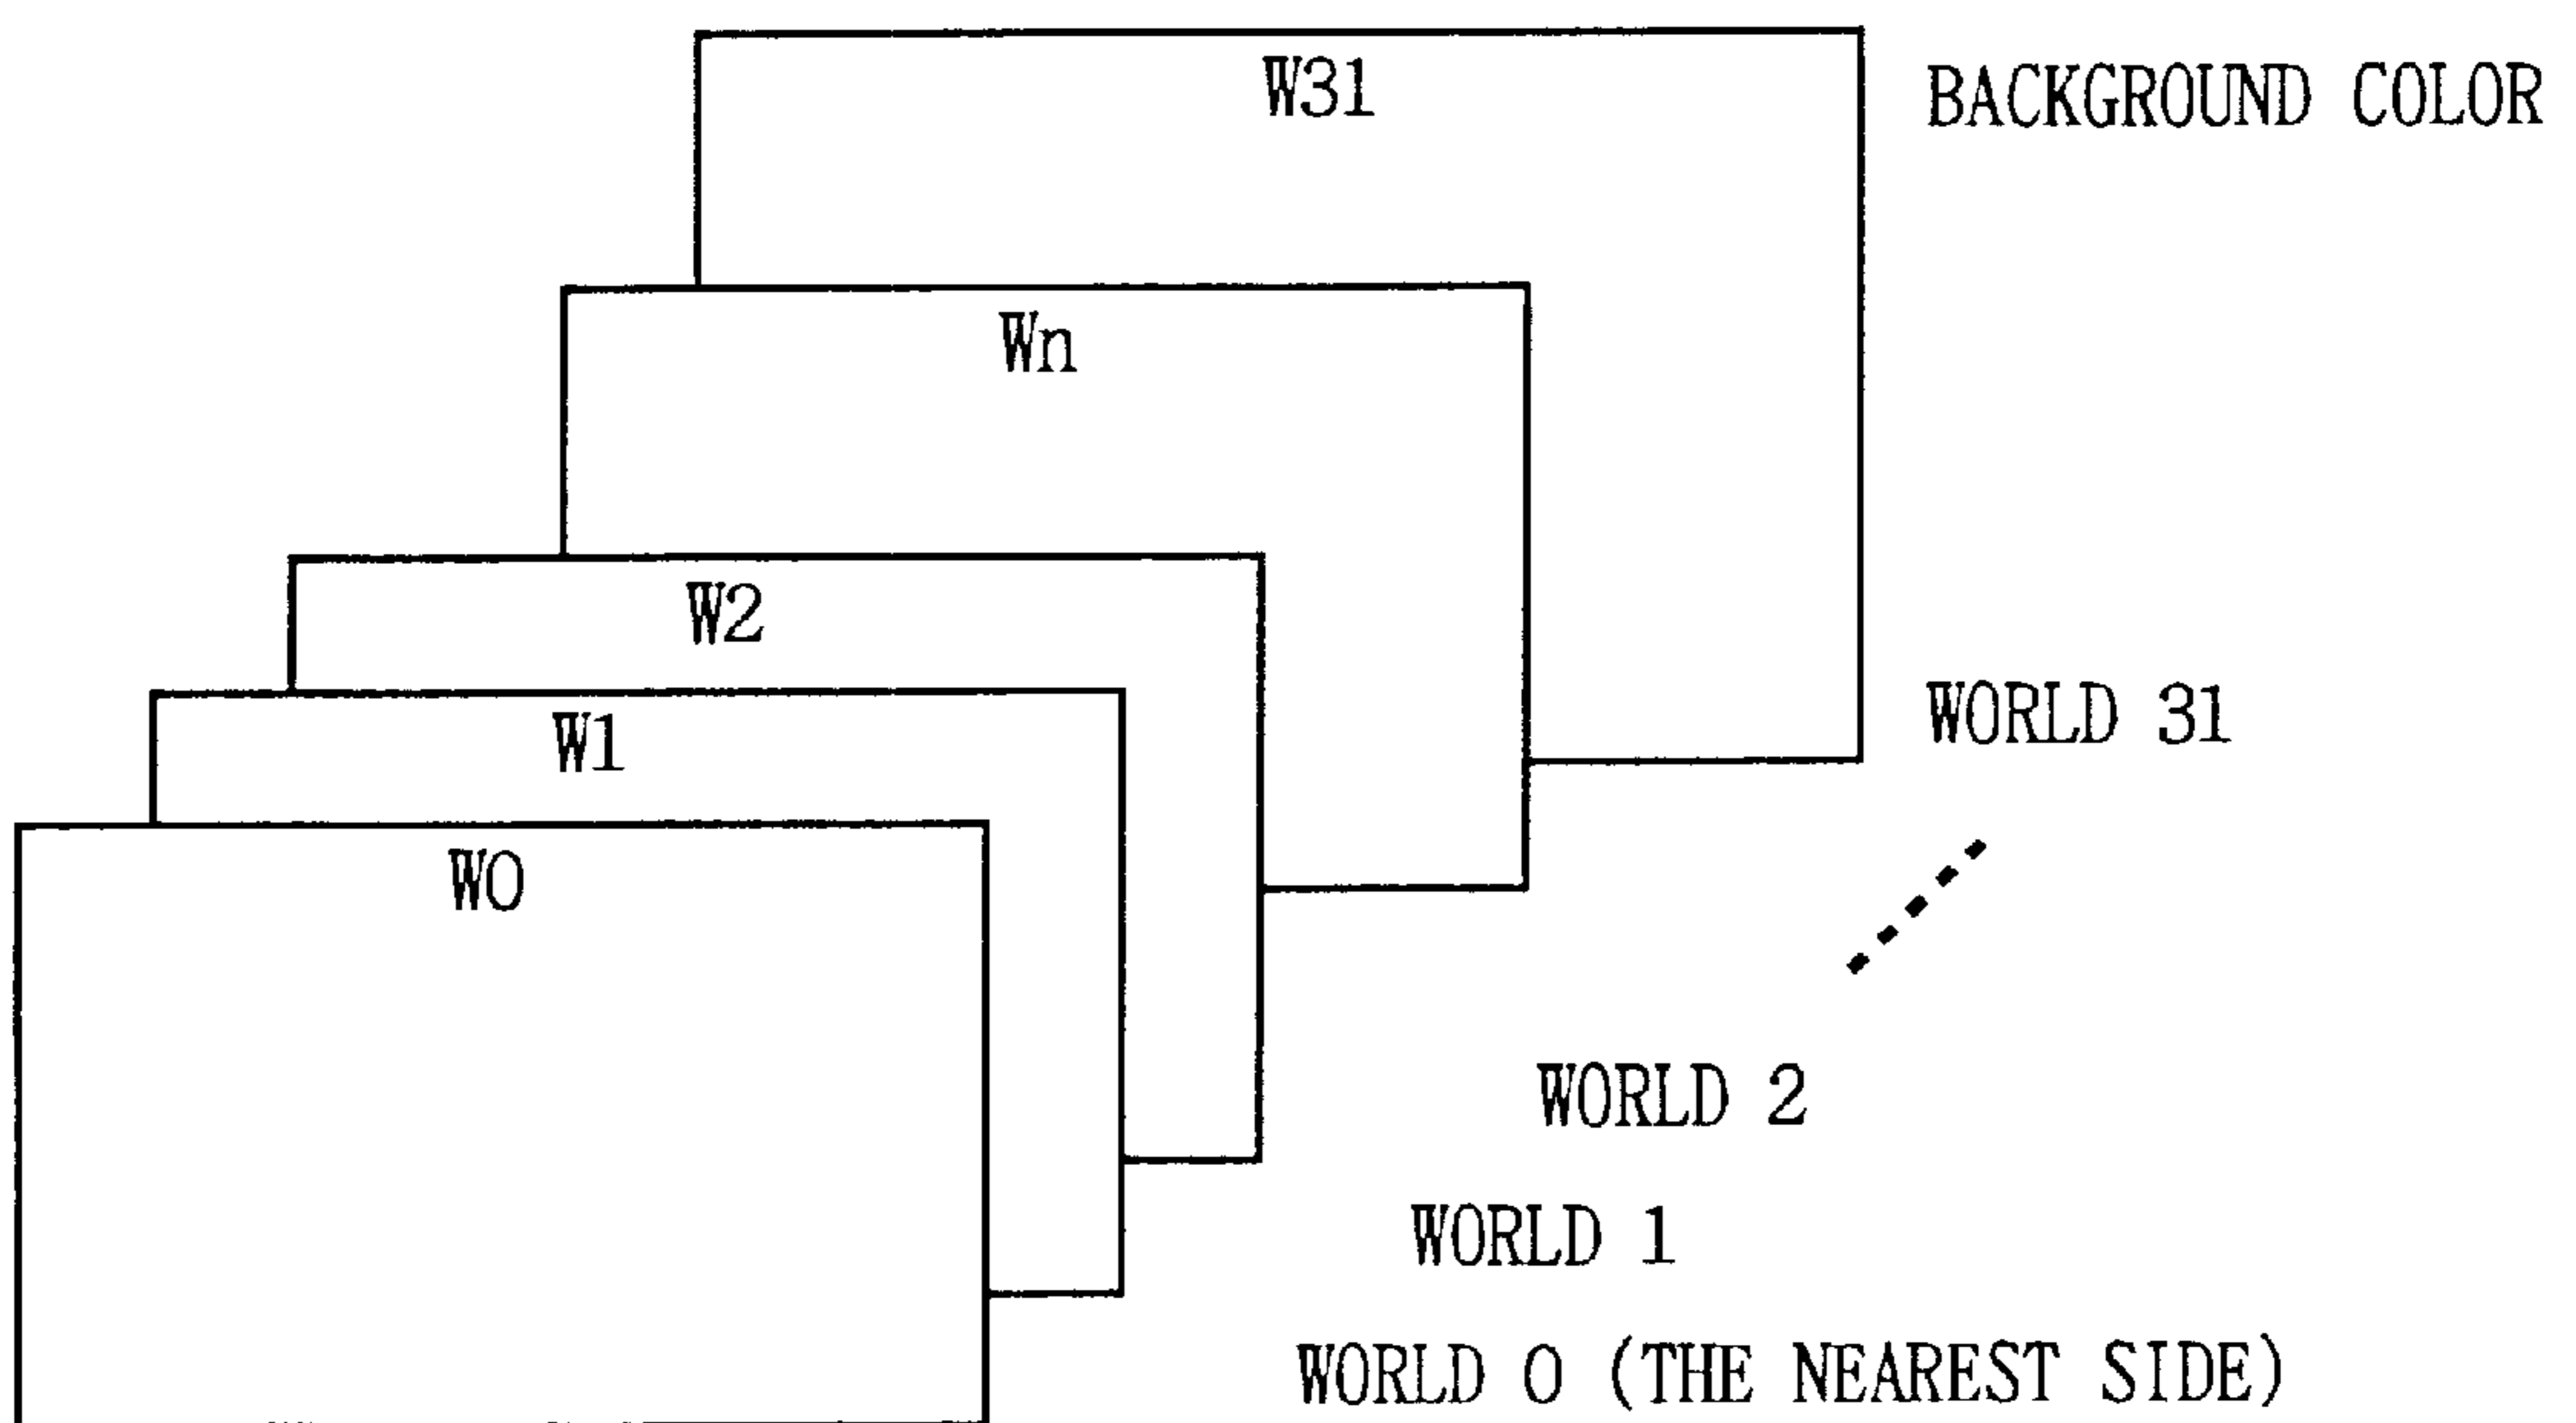 W31
BACKGROUND COLOR
Wn
W2
WORLD 31
W1
W0
WORLD 2
WORLD 1
WORLD 0 (THE NEAREST SIDE)